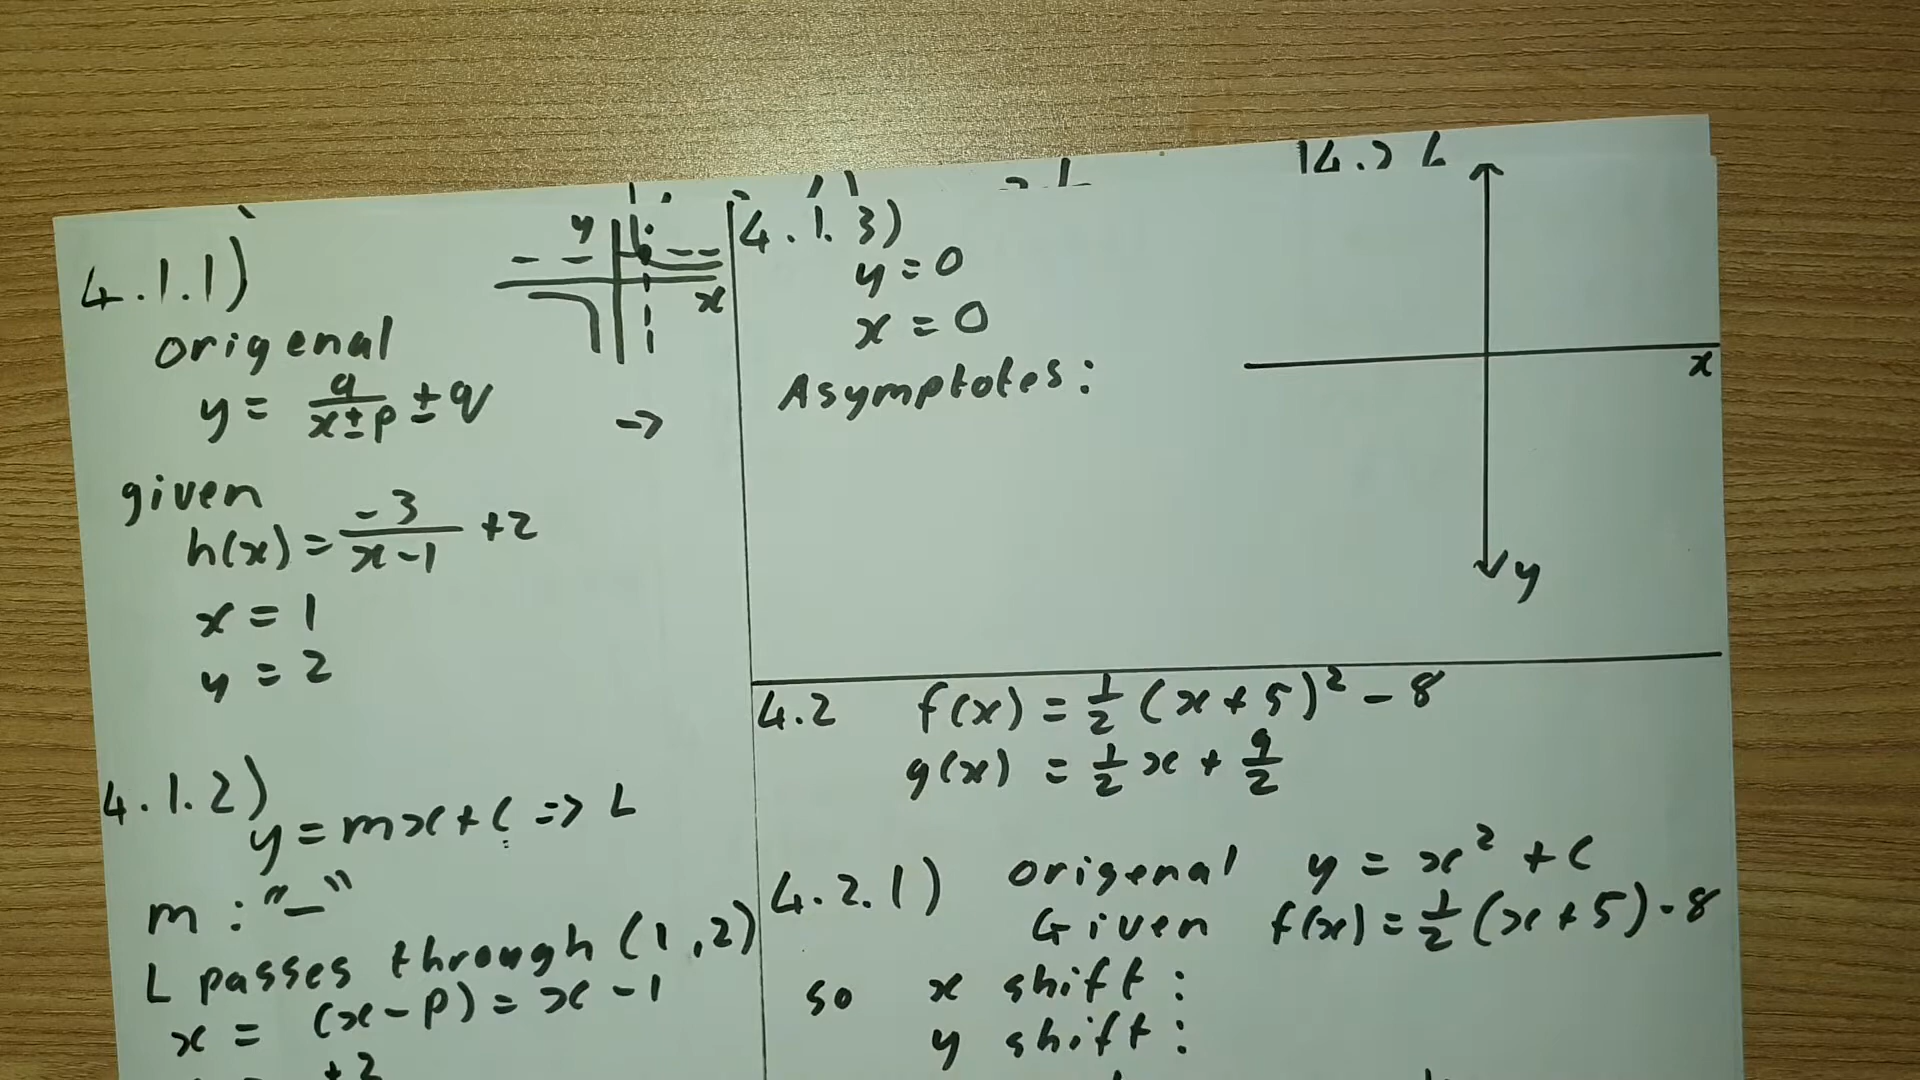 4.1.1)
origenal
y = a/(x±p) ±q
=>
given
h(x) = -3/(x-1) +2
x = 1
y = 2
4.1.2)
y = mx+c => L
m : "-"
L passes through (1,2)
x = (x-p) = x-1
+2
y
x
4.1.3)
y = 0
x = 0
Asymptotes:
x
y
4.2 f(x) = 1/2 (x+5)² - 8
g(x) = 1/2 x + 9/2
4.2.1) origenal y = x² + c
Given f(x) = 1/2 (x+5) - 8
so x shift:
y shift: